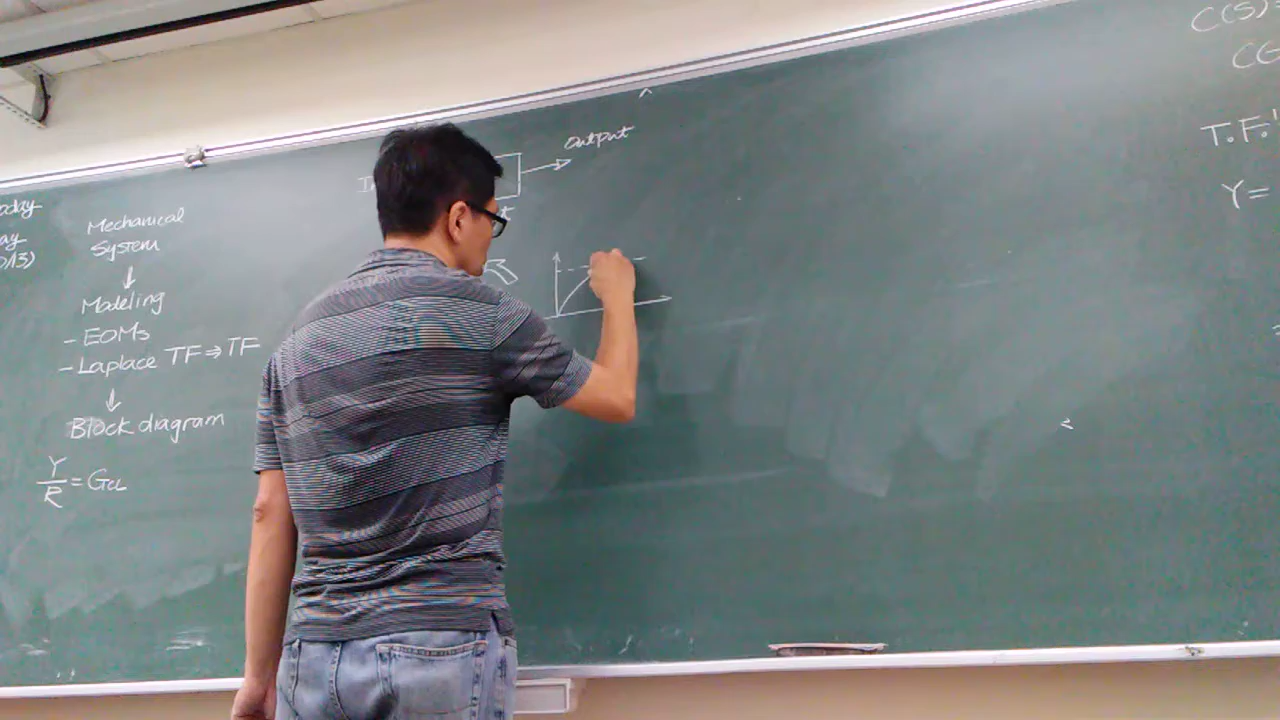 Mechanical
System
↓
Modeling
- EOMs
- Laplace TF ⇒ TF
↓
Block diagram
Y/R = GCL
Output
C(S) =
T.F.
Y =